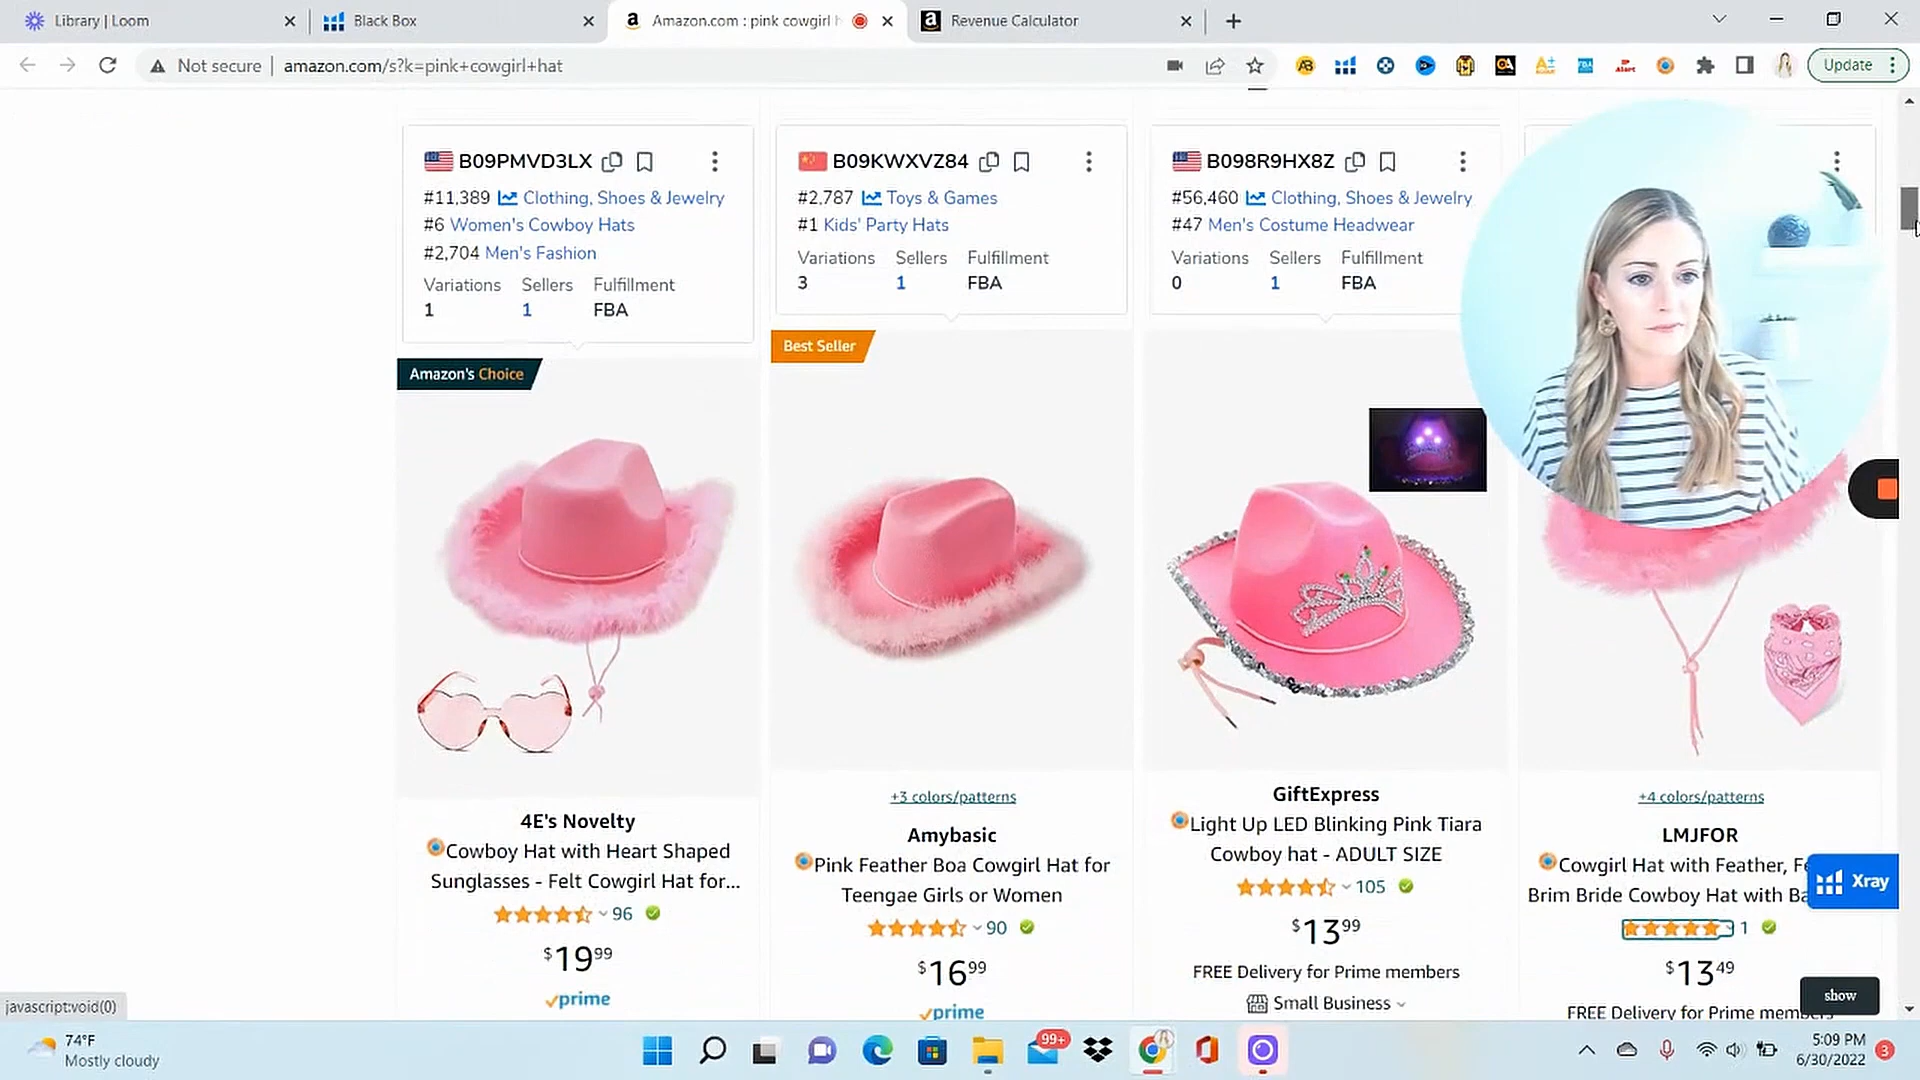 Library | Loom
Black Box
Amazon.com : pink cowgirl h
Revenue Calculator
Not secure
amazon.com/s?k=pink+cowgirl+hat
Update
B09PMVD3LX
#11,389 Clothing, Shoes & Jewelry
#6 Women's Cowboy Hats
#2,704 Men's Fashion
Variations Sellers Fulfillment
1 1 FBA
B09KWXVZ84
#2,787 Toys & Games
#1 Kids' Party Hats
Variations Sellers Fulfillment
3 1 FBA
B098R9HX8Z
#56,460 Clothing, Shoes & Jewelry
#47 Men's Costume Headwear
Variations Sellers Fulfillment
0 1 FBA
Amazon's Choice
Best Seller
4E's Novelty
Cowboy Hat with Heart Shaped
Sunglasses - Felt Cowgirl Hat for...
96
$19.99
prime
+3 colors/patterns
Amybasic
Pink Feather Boa Cowgirl Hat for
Teengae Girls or Women
90
$16.99
prime
GiftExpress
Light Up LED Blinking Pink Tiara
Cowboy hat - ADULT SIZE
105
$13.99
FREE Delivery for Prime members
Small Business
+4 colors/patterns
LMJFOR
Cowgirl Hat with Feather, Fe
Brim Bride Cowboy Hat with Ba
1
$13.49
FREE Delivery for Prime members
Xray
show
javascript:void(0)
74°F
Mostly cloudy
99+
5:09 PM
6/30/2022
3